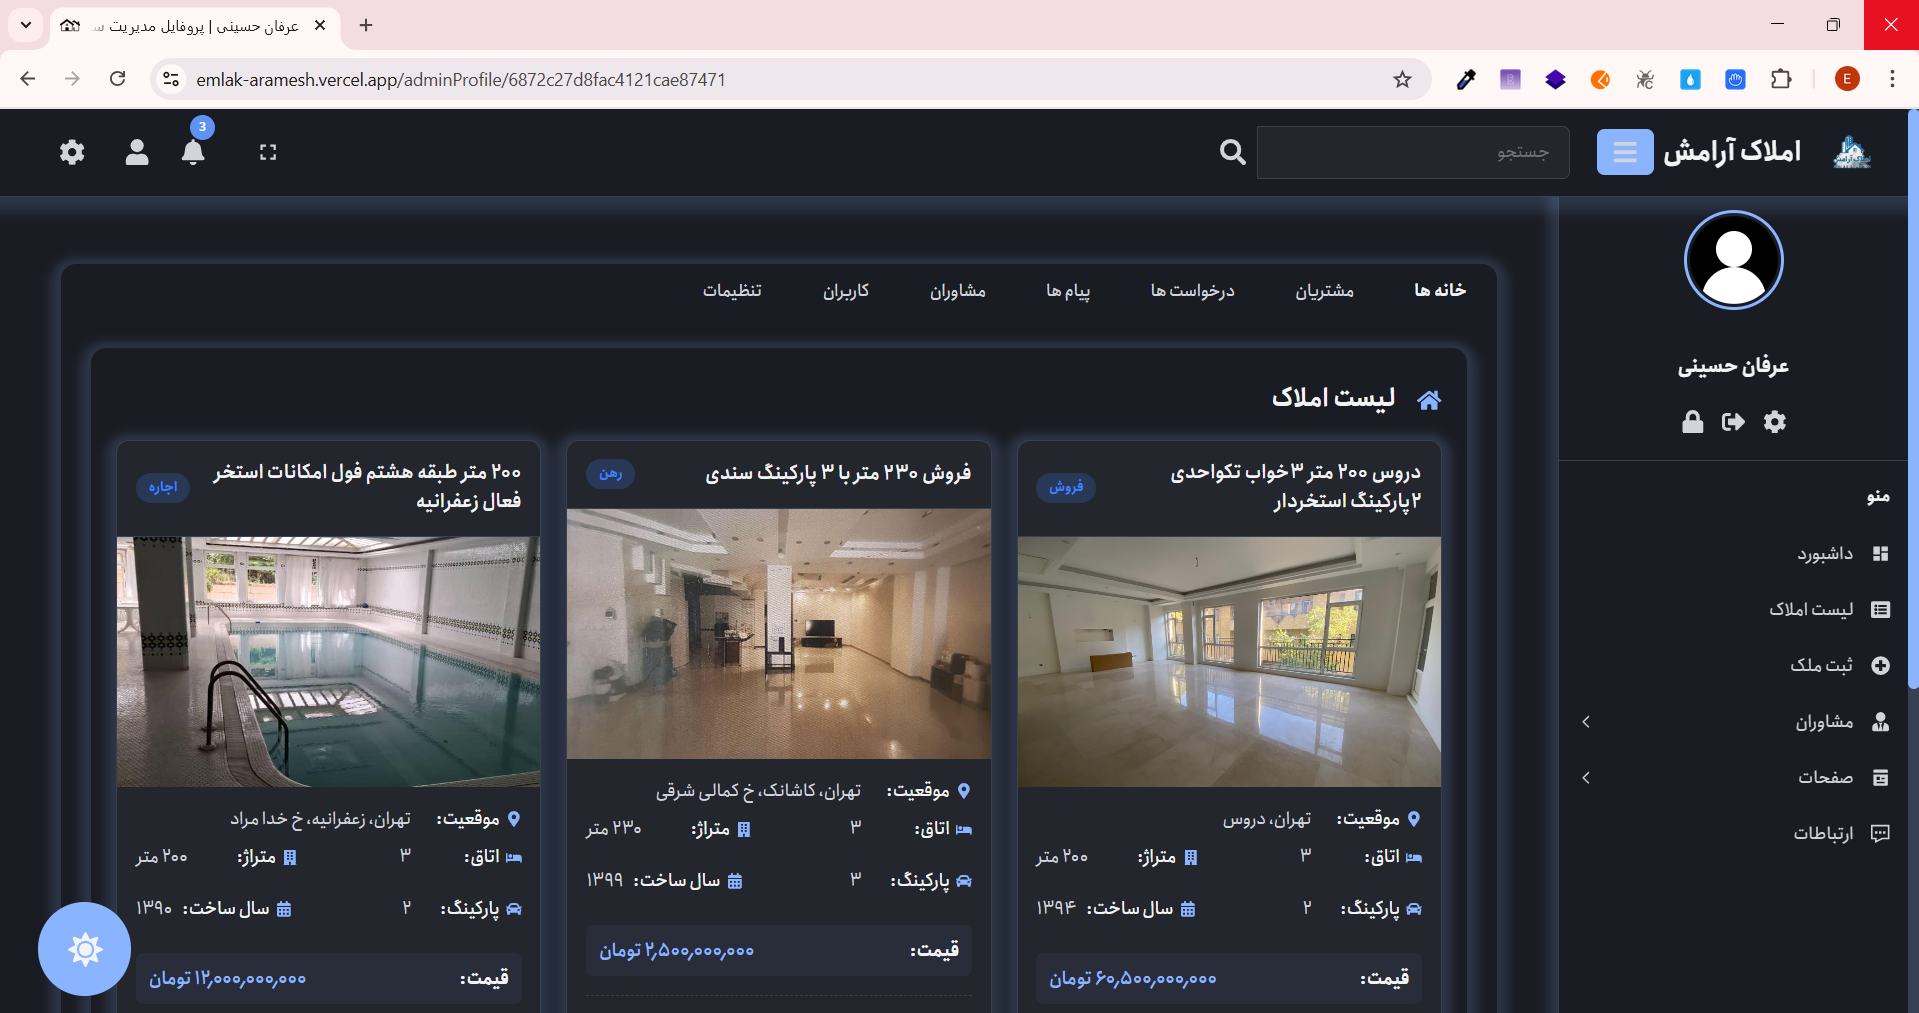 عرفان حسینی | پروفایل مدیریت س
emlak-aramesh.vercel.app/adminProfile/6872c27d8fac4121cae87471
E
املاک آرامش
جستجو
3
عرفان حسینی
منو
داشبورد
لیست املاک
ثبت ملک
مشاوران
صفحات
ارتباطات
خانه ها
مشتریان
درخواست ها
پیام ها
مشاوران
کاربران
تنظیمات
لیست املاک
دروس ۲۰۰ متر ۳خواب تکواحدی
۲پارکینگ استخردار
فروش
موقعیت: تهران، دروس
اتاق: ۳ متراژ: ۲۰۰ متر
پارکینگ: ۲ سال ساخت: ۱۳۹۴
قیمت: ۶۰٬۵۰۰٬۰۰۰٬۰۰۰ تومان
فروش ۲۳۰ متر با ۳ پارکینگ سندی
رهن
موقعیت: تهران، کاشانک، خ کمالی شرقی
اتاق: ۳ متراژ: ۲۳۰ متر
پارکینگ: ۳ سال ساخت: ۱۳۹۹
قیمت: ۲٬۵۰۰٬۰۰۰٬۰۰۰ تومان
۲۰۰ متر طبقه هشتم فول امکانات استخر
فعال زعفرانیه
اجاره
موقعیت: تهران، زعفرانیه، خ خدا مراد
اتاق: ۳ متراژ: ۲۰۰ متر
پارکینگ: ۲ سال ساخت: ۱۳۹۰
قیمت: ۱۲٬۰۰۰٬۰۰۰٬۰۰۰ تومان